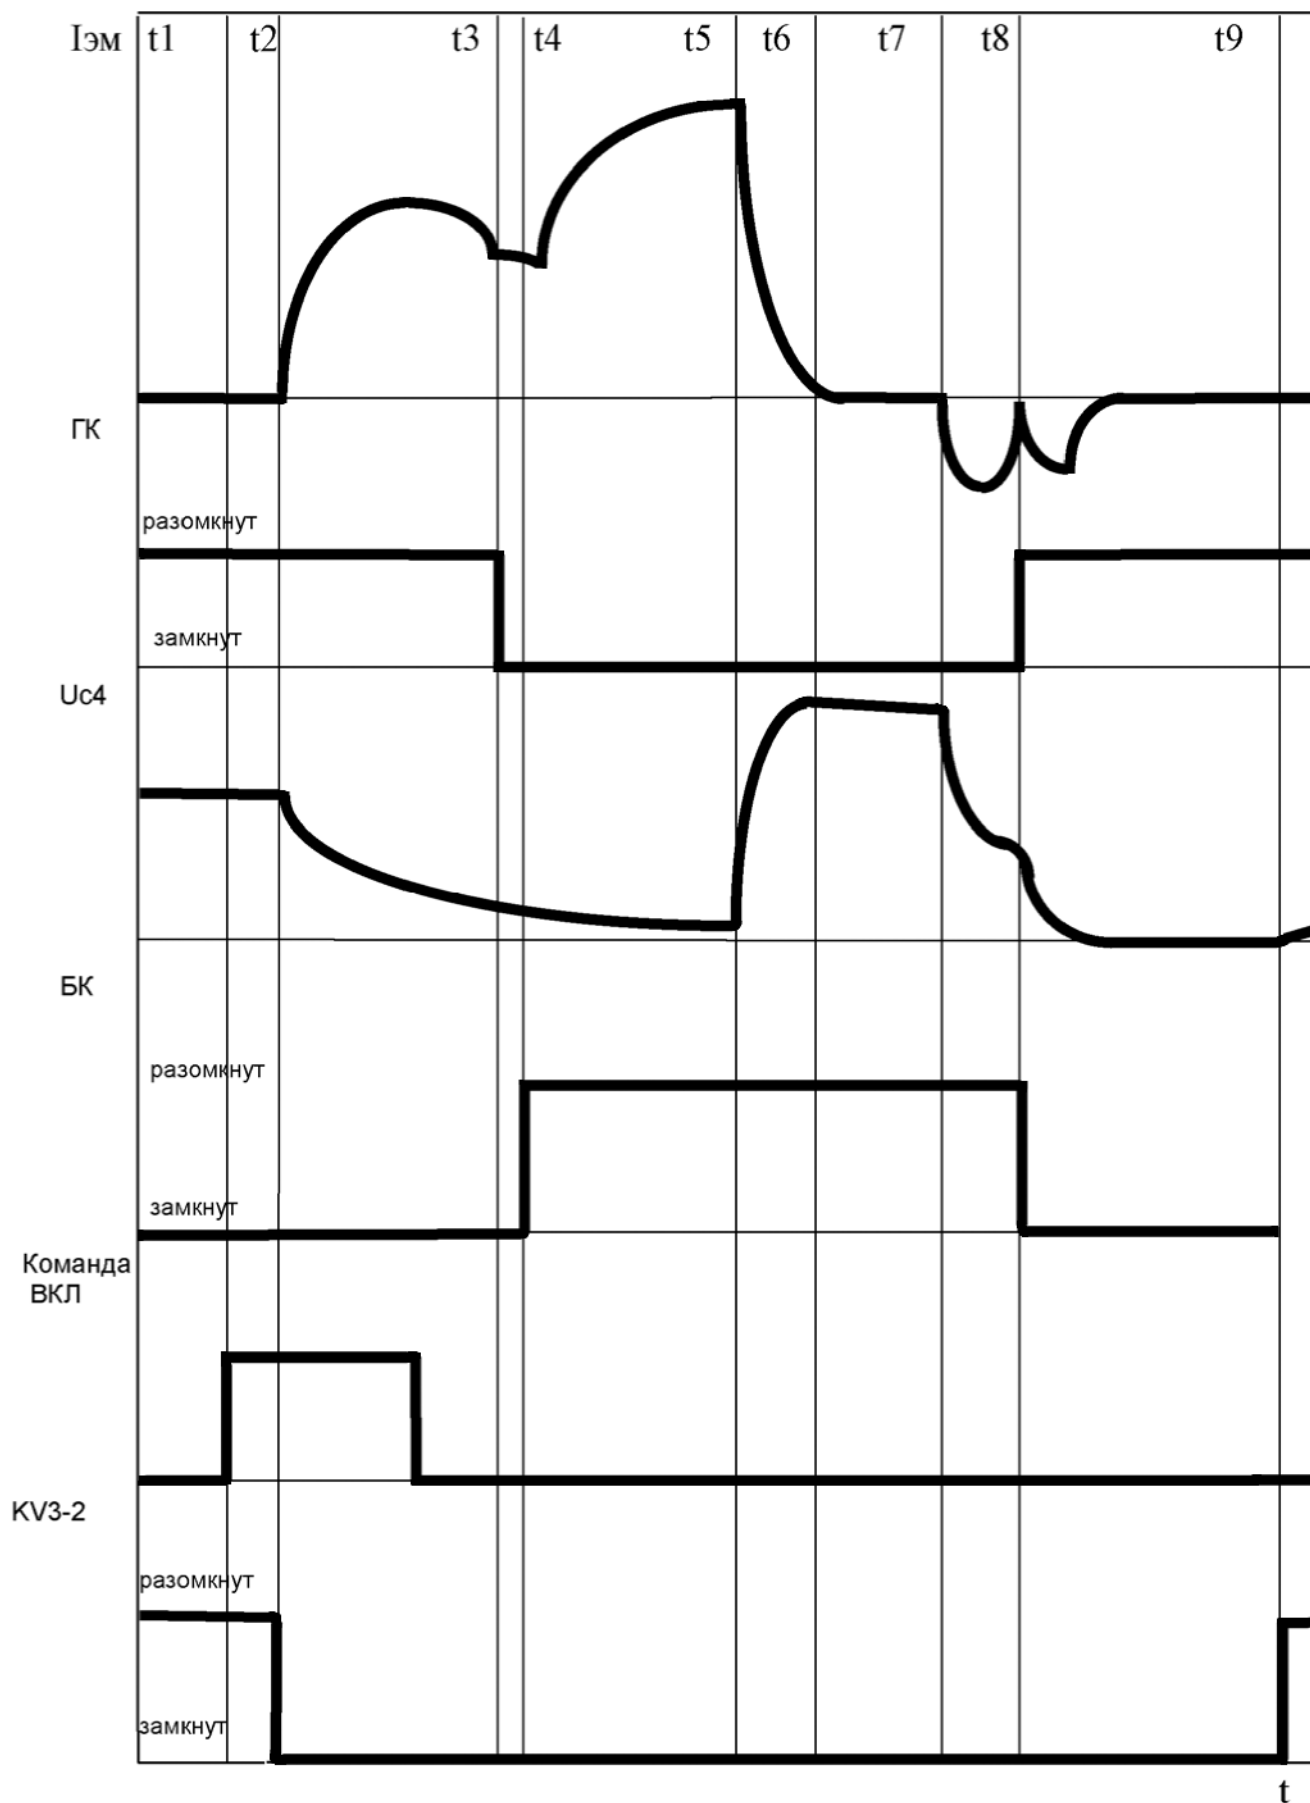 Iэм t1 t2 t3 t4 t5 t6 t7 t8 t9
ГК
разомкнут
замкнут
Uc4
БК
разомкнут
замкнут
Команда
ВКЛ
KV3-2
разомкнут
замкнут
t